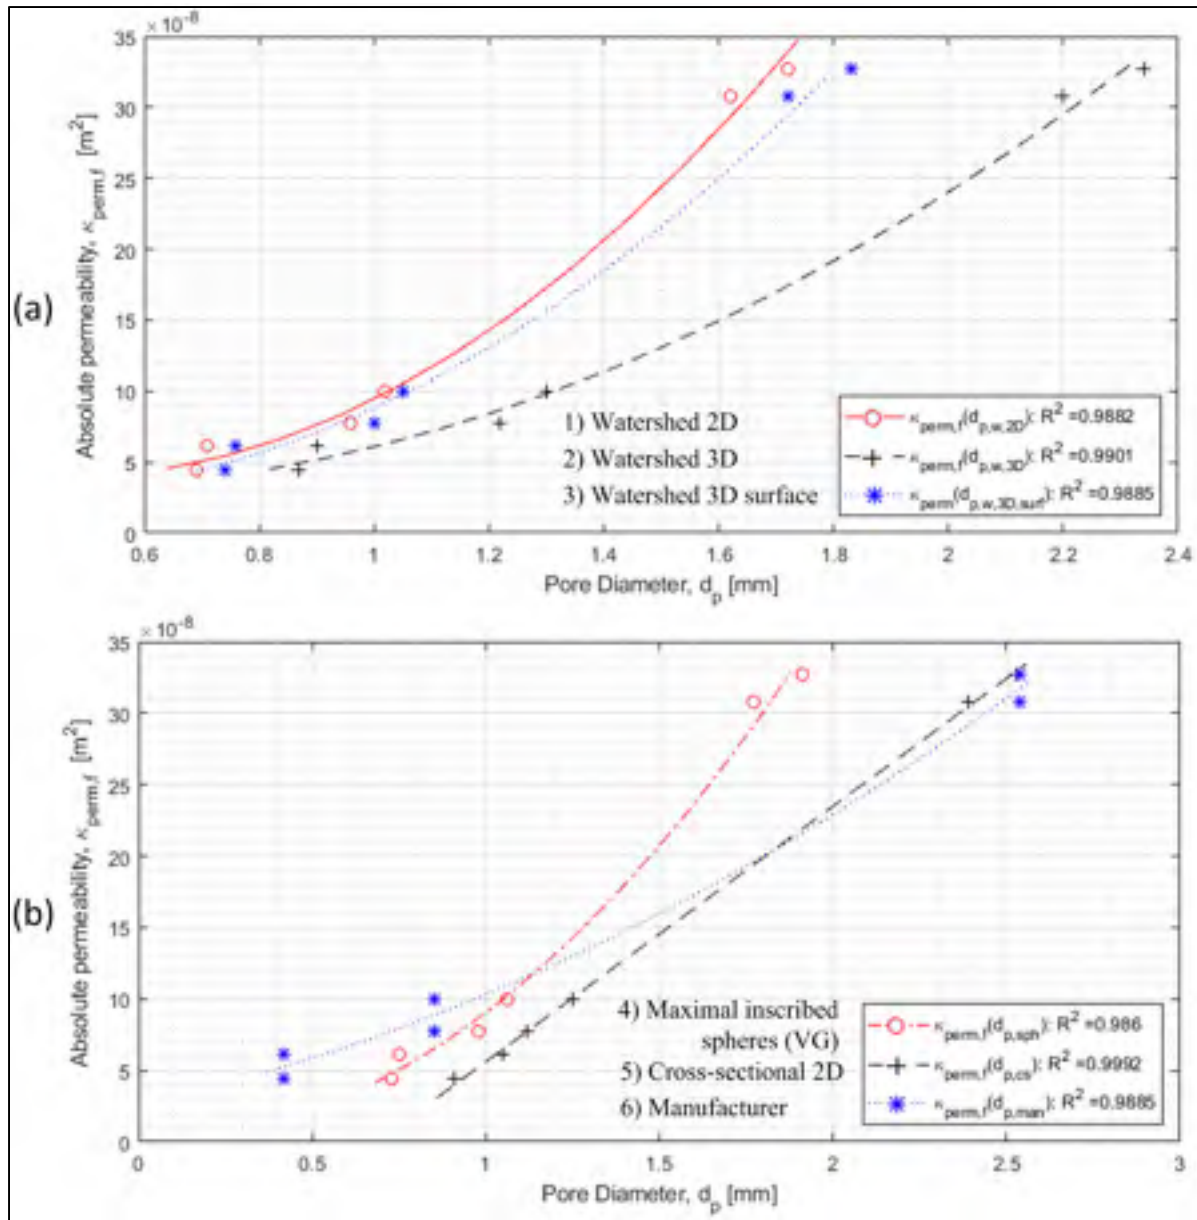 ×10⁻⁸
35
30
25
20
15
10
5
0
Absolute permeability, κperm,f [m²]
(a)
1) Watershed 2D
2) Watershed 3D
3) Watershed 3D surface
κperm,f(dp,w,2D): R² =0.9882
κperm,f(dp,w,3D): R² =0.9901
κperm(dp,w,3D,surf): R² =0.9885
0.6 0.8 1.0 1.2 1.4 1.6 1.8 2 2.2 2.4
Pore Diameter, dp [mm]
×10⁻⁸
35
30
25
20
15
10
5
0
Absolute permeability, κperm,f [m²]
(b)
4) Maximal inscribed
spheres (VG)
5) Cross-sectional 2D
6) Manufacturer
κperm,f(dp,sph): R² =0.986
κperm,f(dp,cs): R² =0.9992
κperm,f(dp,man): R² =0.9885
0 0.5 1 1.5 2 2.5 3
Pore Diameter, dp [mm]